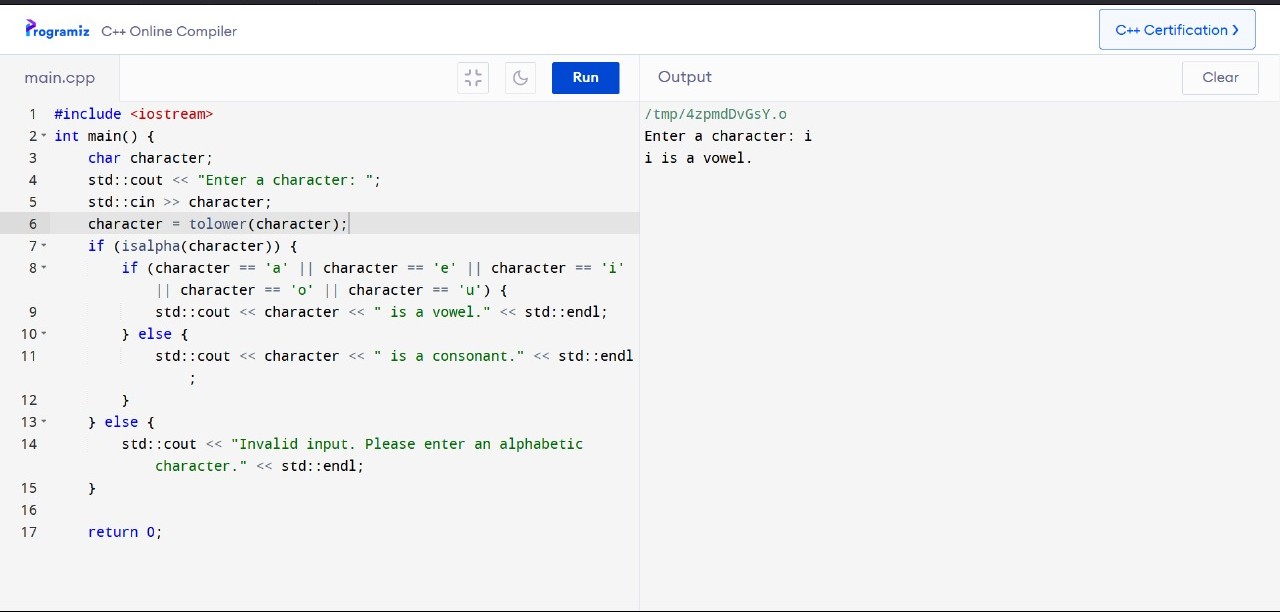 Programiz C++ Online Compiler
C++ Certification ❯
main.cpp
Run
Output
Clear
1 #include <iostream>
2 int main() {
3     char character;
4     std::cout << "Enter a character: ";
5     std::cin >> character;
6     character = tolower(character);
7     if (isalpha(character)) {
8         if (character == 'a' || character == 'e' || character == 'i'
            || character == 'o' || character == 'u') {
9             std::cout << character << " is a vowel." << std::endl;
10         } else {
11             std::cout << character << " is a consonant." << std::endl
                ;
12         }
13     } else {
14         std::cout << "Invalid input. Please enter an alphabetic
            character." << std::endl;
15     }
16
17     return 0;
/tmp/4zpmdDvGsY.o
Enter a character: i
i is a vowel.